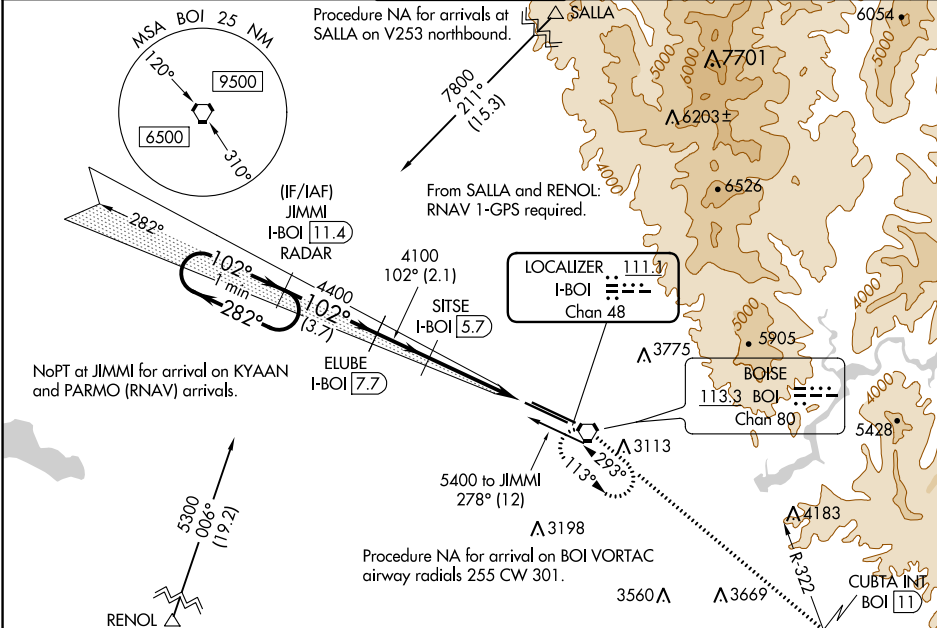 MSA BOI 25 NM
120°
9500
6500
310°
Procedure NA for arrivals at
SALLA on V253 northbound.
SALLA
7800
211°
(15.3)
6054
5000
6000
7701
6203±
4000
6526
5000
4000
(IF/IAF)
JIMMI
I-BOI 11.4
RADAR
From SALLA and RENOL:
RNAV 1-GPS required.
282°
102°
1 min
282°
4400
102°
(3.7)
4100
102° (2.1)
SITSE
I-BOI 5.7
ELUBE
I-BOI 7.7
LOCALIZER 111.1
I-BOI
Chan 48
5000
5905
3775
4000
BOISE
113.3 BOI
Chan 80
4000
5428
NoPT at JIMMI for arrival on KYAAN
and PARMO (RNAV) arrivals.
3113
293°
113°
5400 to JIMMI
278° (12)
3198
4183
R-322
Procedure NA for arrival on BOI VORTAC
airway radials 255 CW 301.
5300
006°
(19.2)
RENOL
3560
3669
CUBTA INT
BOI 11